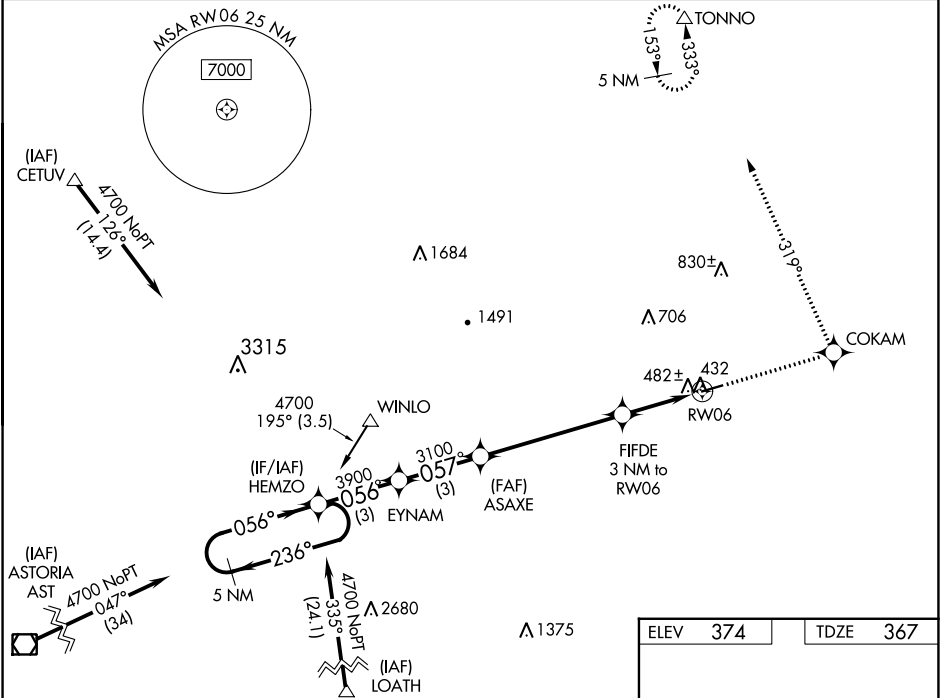 MSA RW06 25 NM
7000
TONNO
153°
333°
5 NM
(IAF)
CETUV
4700 NoPT
126°
(14.4)
1684
830±
319°
1491
706
COKAM
3315
482±
432
RW06
4700
195° (3.5)
WINLO
FIFDE
3 NM to
RW06
(IF/IAF)
HEMZO
3900
056°
(3)
3100
057°
(3)
(FAF)
ASAXE
EYNAM
056°
236°
5 NM
(IAF)
ASTORIA
AST
4700 NoPT
047°
(34)
4700 NoPT
335°
(24.1)
2680
1375
(IAF)
LOATH
ELEV 374
TDZE 367